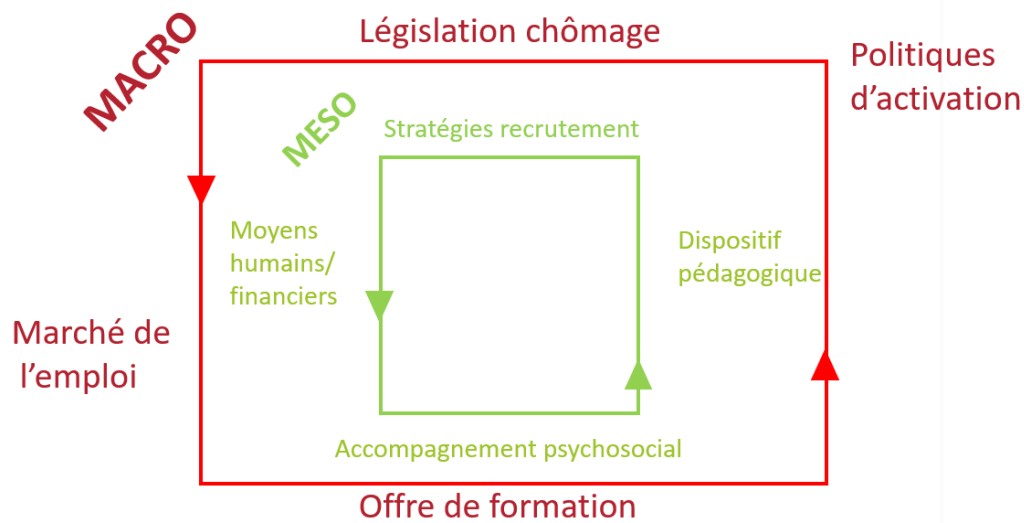 MACRO
Législation chômage
Politiques
d’activation
MESO
Stratégies recrutement
Moyens
humains/
financiers
Dispositif
pédagogique
Marché de
l’emploi
Accompagnement psychosocial
Offre de formation